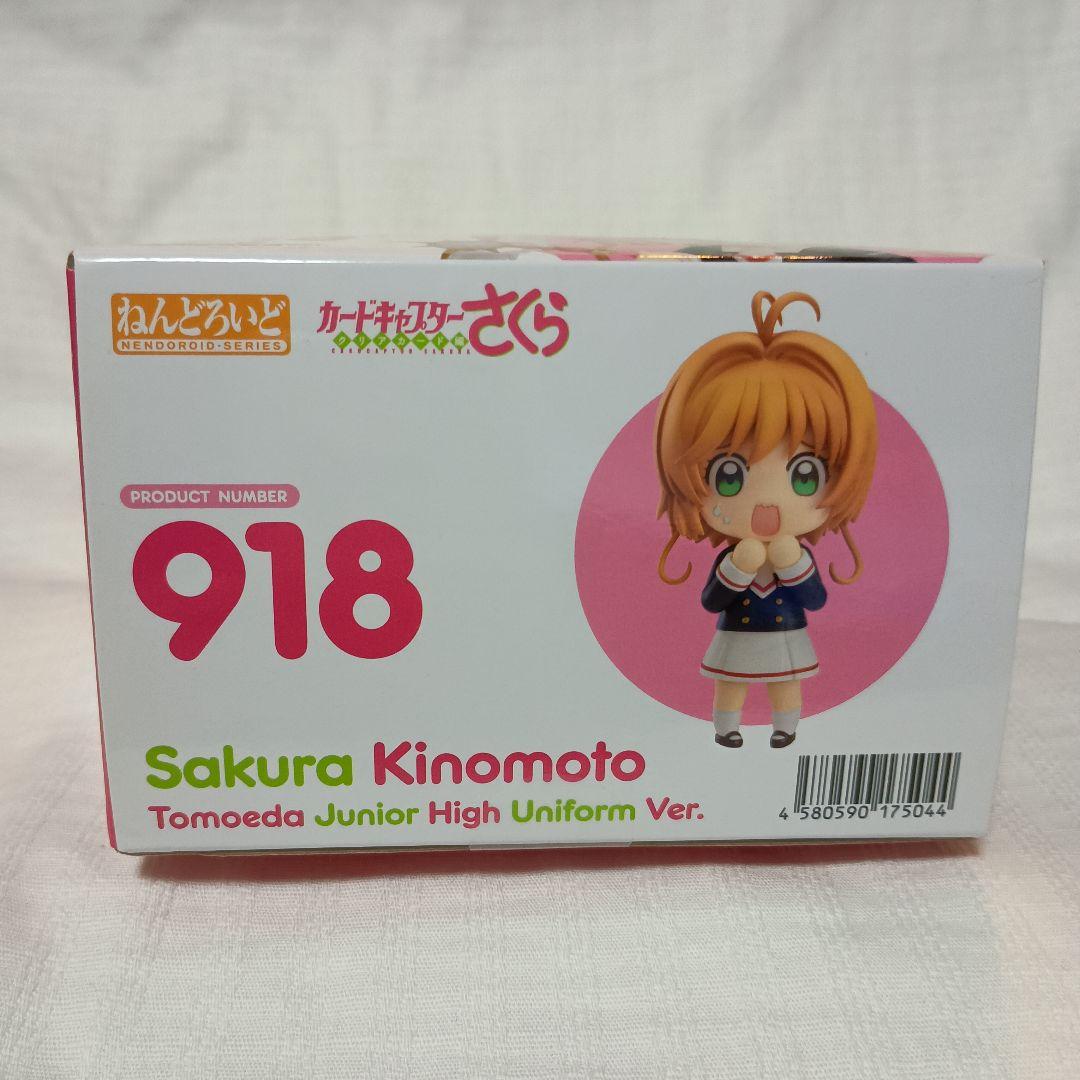 ねんどろいど
NENDOROID-SERIES
カードキャプターさくら
クリアカード編
CARDCAPTOR SAKURA
PRODUCT NUMBER
918
Sakura Kinomoto
Tomoeda Junior High Uniform Ver.
4 580590 175044